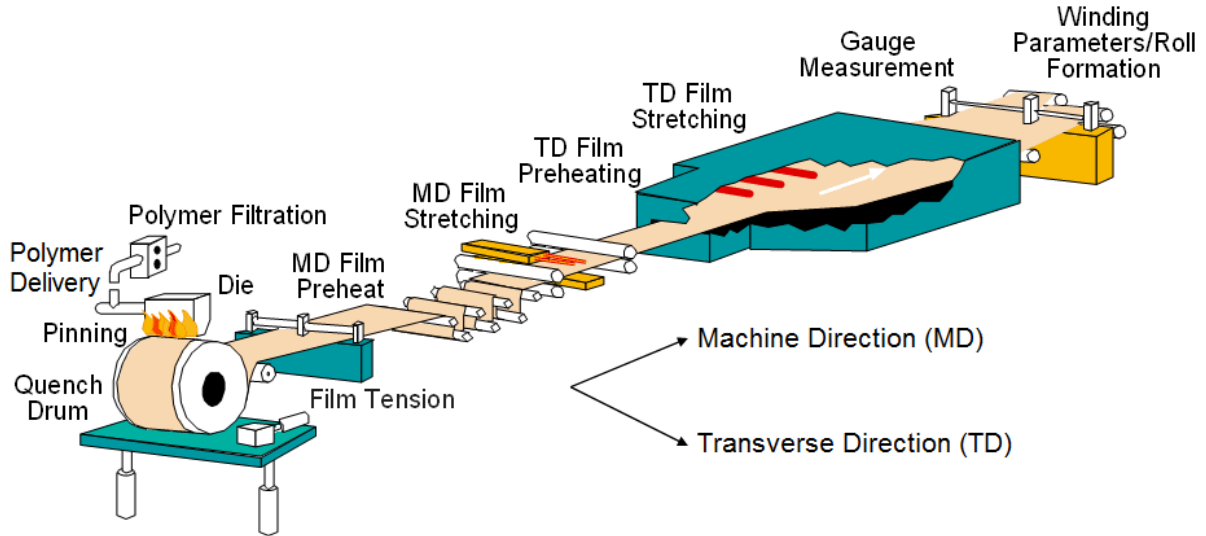 Winding
Parameters/Roll
Formation
Gauge
Measurement
TD Film
Stretching
TD Film
Preheating
MD Film
Stretching
Polymer Filtration
Polymer
Delivery
MD Film
Preheat
Die
Pinning
Quench
Drum
Film Tension
Machine Direction (MD)
Transverse Direction (TD)